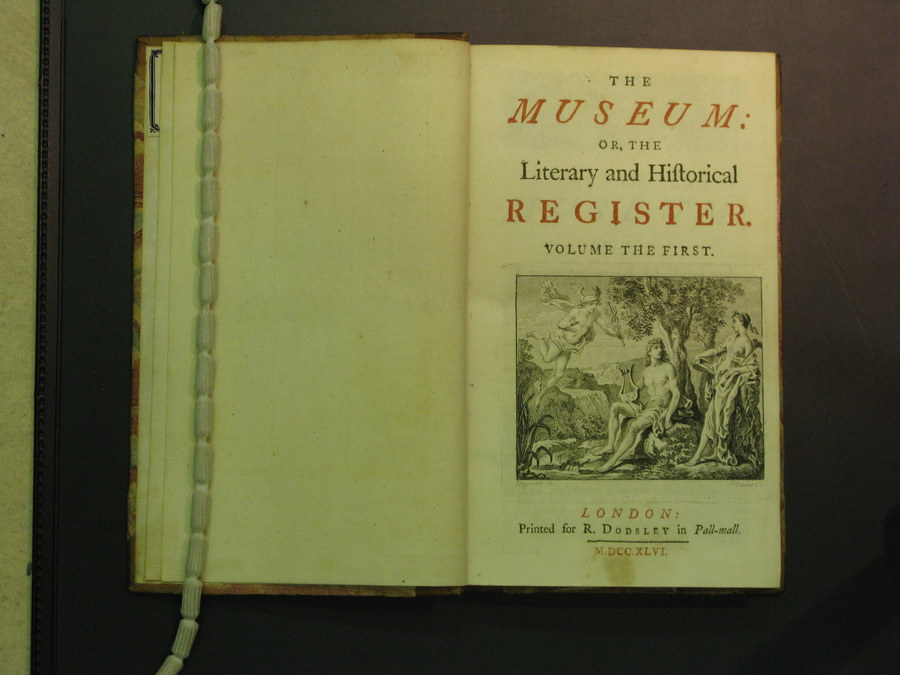 THE
MUSEUM:
OR, THE
Literary and Hiſtorical
REGISTER.
VOLUME THE FIRST.
LONDON:
Printed for R. DODSLEY in Pall-mall.
M.DCC.XLVI.